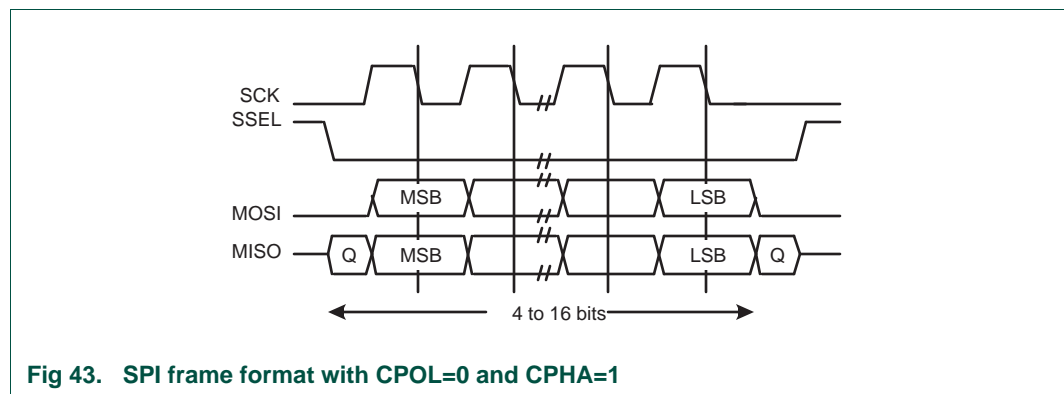 SCK
SSEL
MOSI
MSB
LSB
MISO
Q
MSB
LSB
Q
4 to 16 bits
Fig 43. SPI frame format with CPOL=0 and CPHA=1